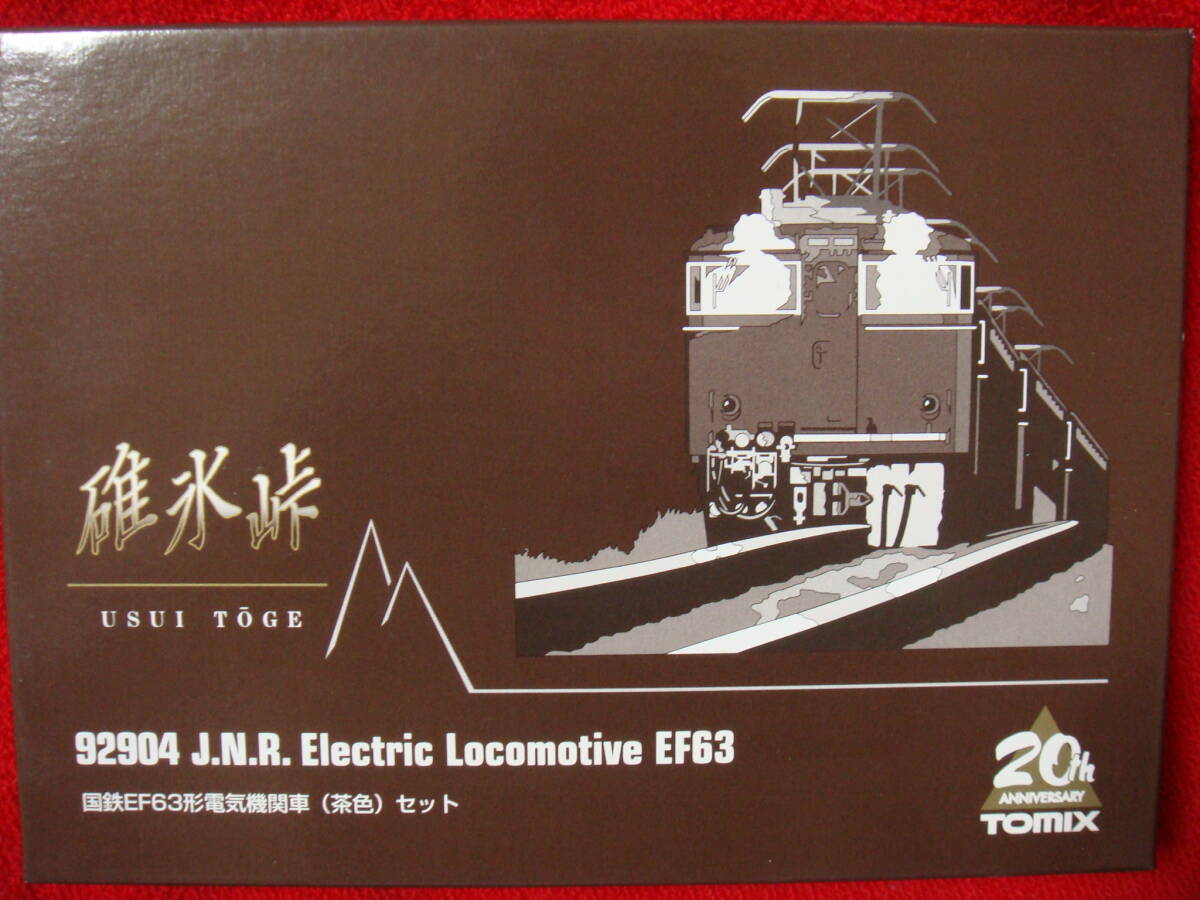 碓氷峠
USUI TŌGE
92904 J.N.R. Electric Locomotive EF63
国鉄EF63形電気機関車（茶色）セット
20th
ANNIVERSARY
TOMIX